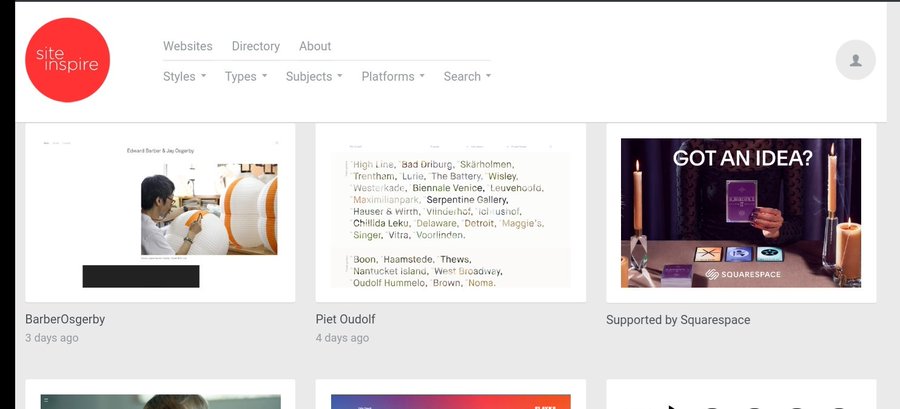 site
inspire
Websites Directory About
Styles Types Subjects Platforms Search
Edward Barber & Jay Osgerby
High Line, Bad Driburg, Skärholmen,
Trentham, Lurie, The Battery, Wisley,
Westerkade, Biennale Venice, Leuvehoofd,
Maximilianpark, Serpentine Gallery,
Hauser & Wirth, Vlinderhof, Ichtushof,
Chillida Leku, Delaware, Detroit, Maggie's,
Singer, Vitra, Voorlinden.
Boon, Haamstede, Thews,
Nantucket Island, West Broadway,
Oudolf Hummelo, Brown, Noma.
GOT AN IDEA?
SQUARESPACE
BarberOsgerby
3 days ago
Piet Oudolf
4 days ago
Supported by Squarespace